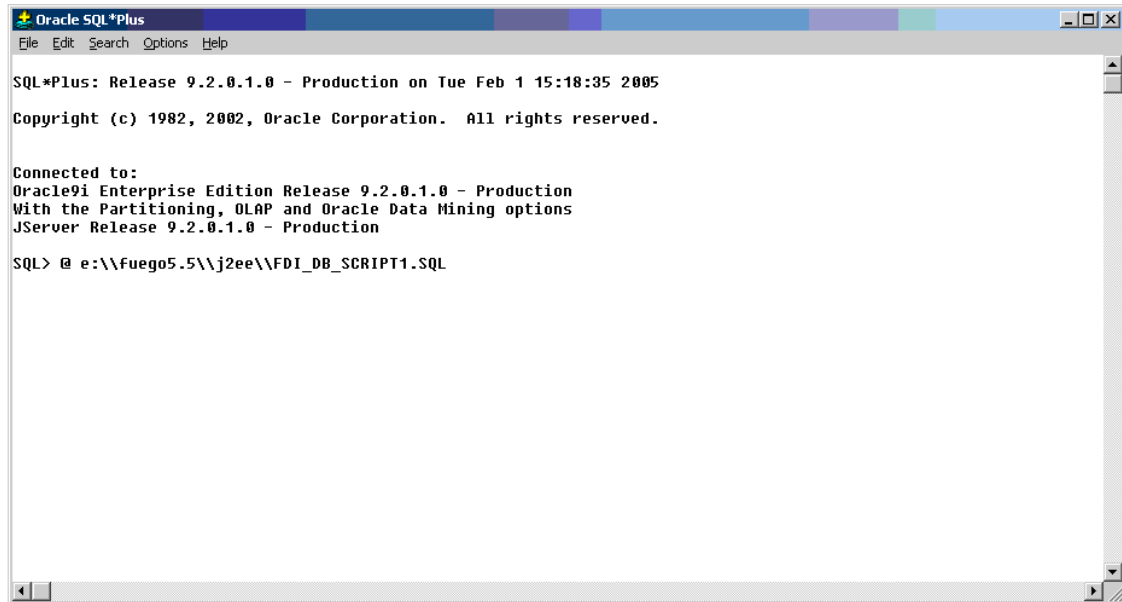 Oracle SQL*Plus
File Edit Search Options Help
SQL*Plus: Release 9.2.0.1.0 - Production on Tue Feb 1 15:18:35 2005
Copyright (c) 1982, 2002, Oracle Corporation.  All rights reserved.
Connected to:
Oracle9i Enterprise Edition Release 9.2.0.1.0 - Production
With the Partitioning, OLAP and Oracle Data Mining options
JServer Release 9.2.0.1.0 - Production
SQL> @ e:\\fuego5.5\\j2ee\\FDI_DB_SCRIPT1.SQL